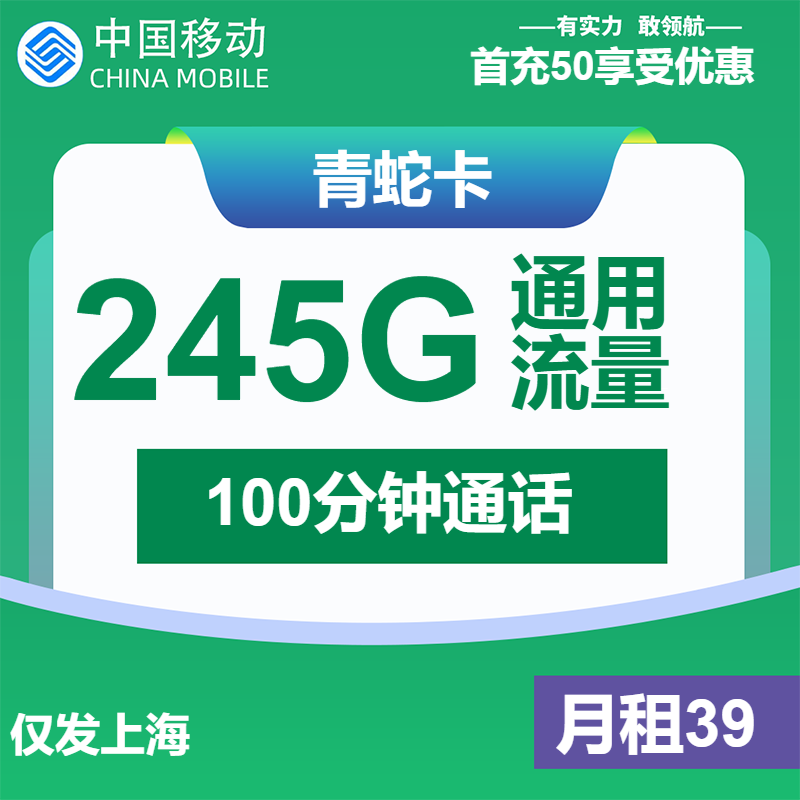 中国移动
CHINA MOBILE
有实力 敢领航
首充50享受优惠
青蛇卡
245G
通用
流量
100分钟通话
仅发上海
月租39